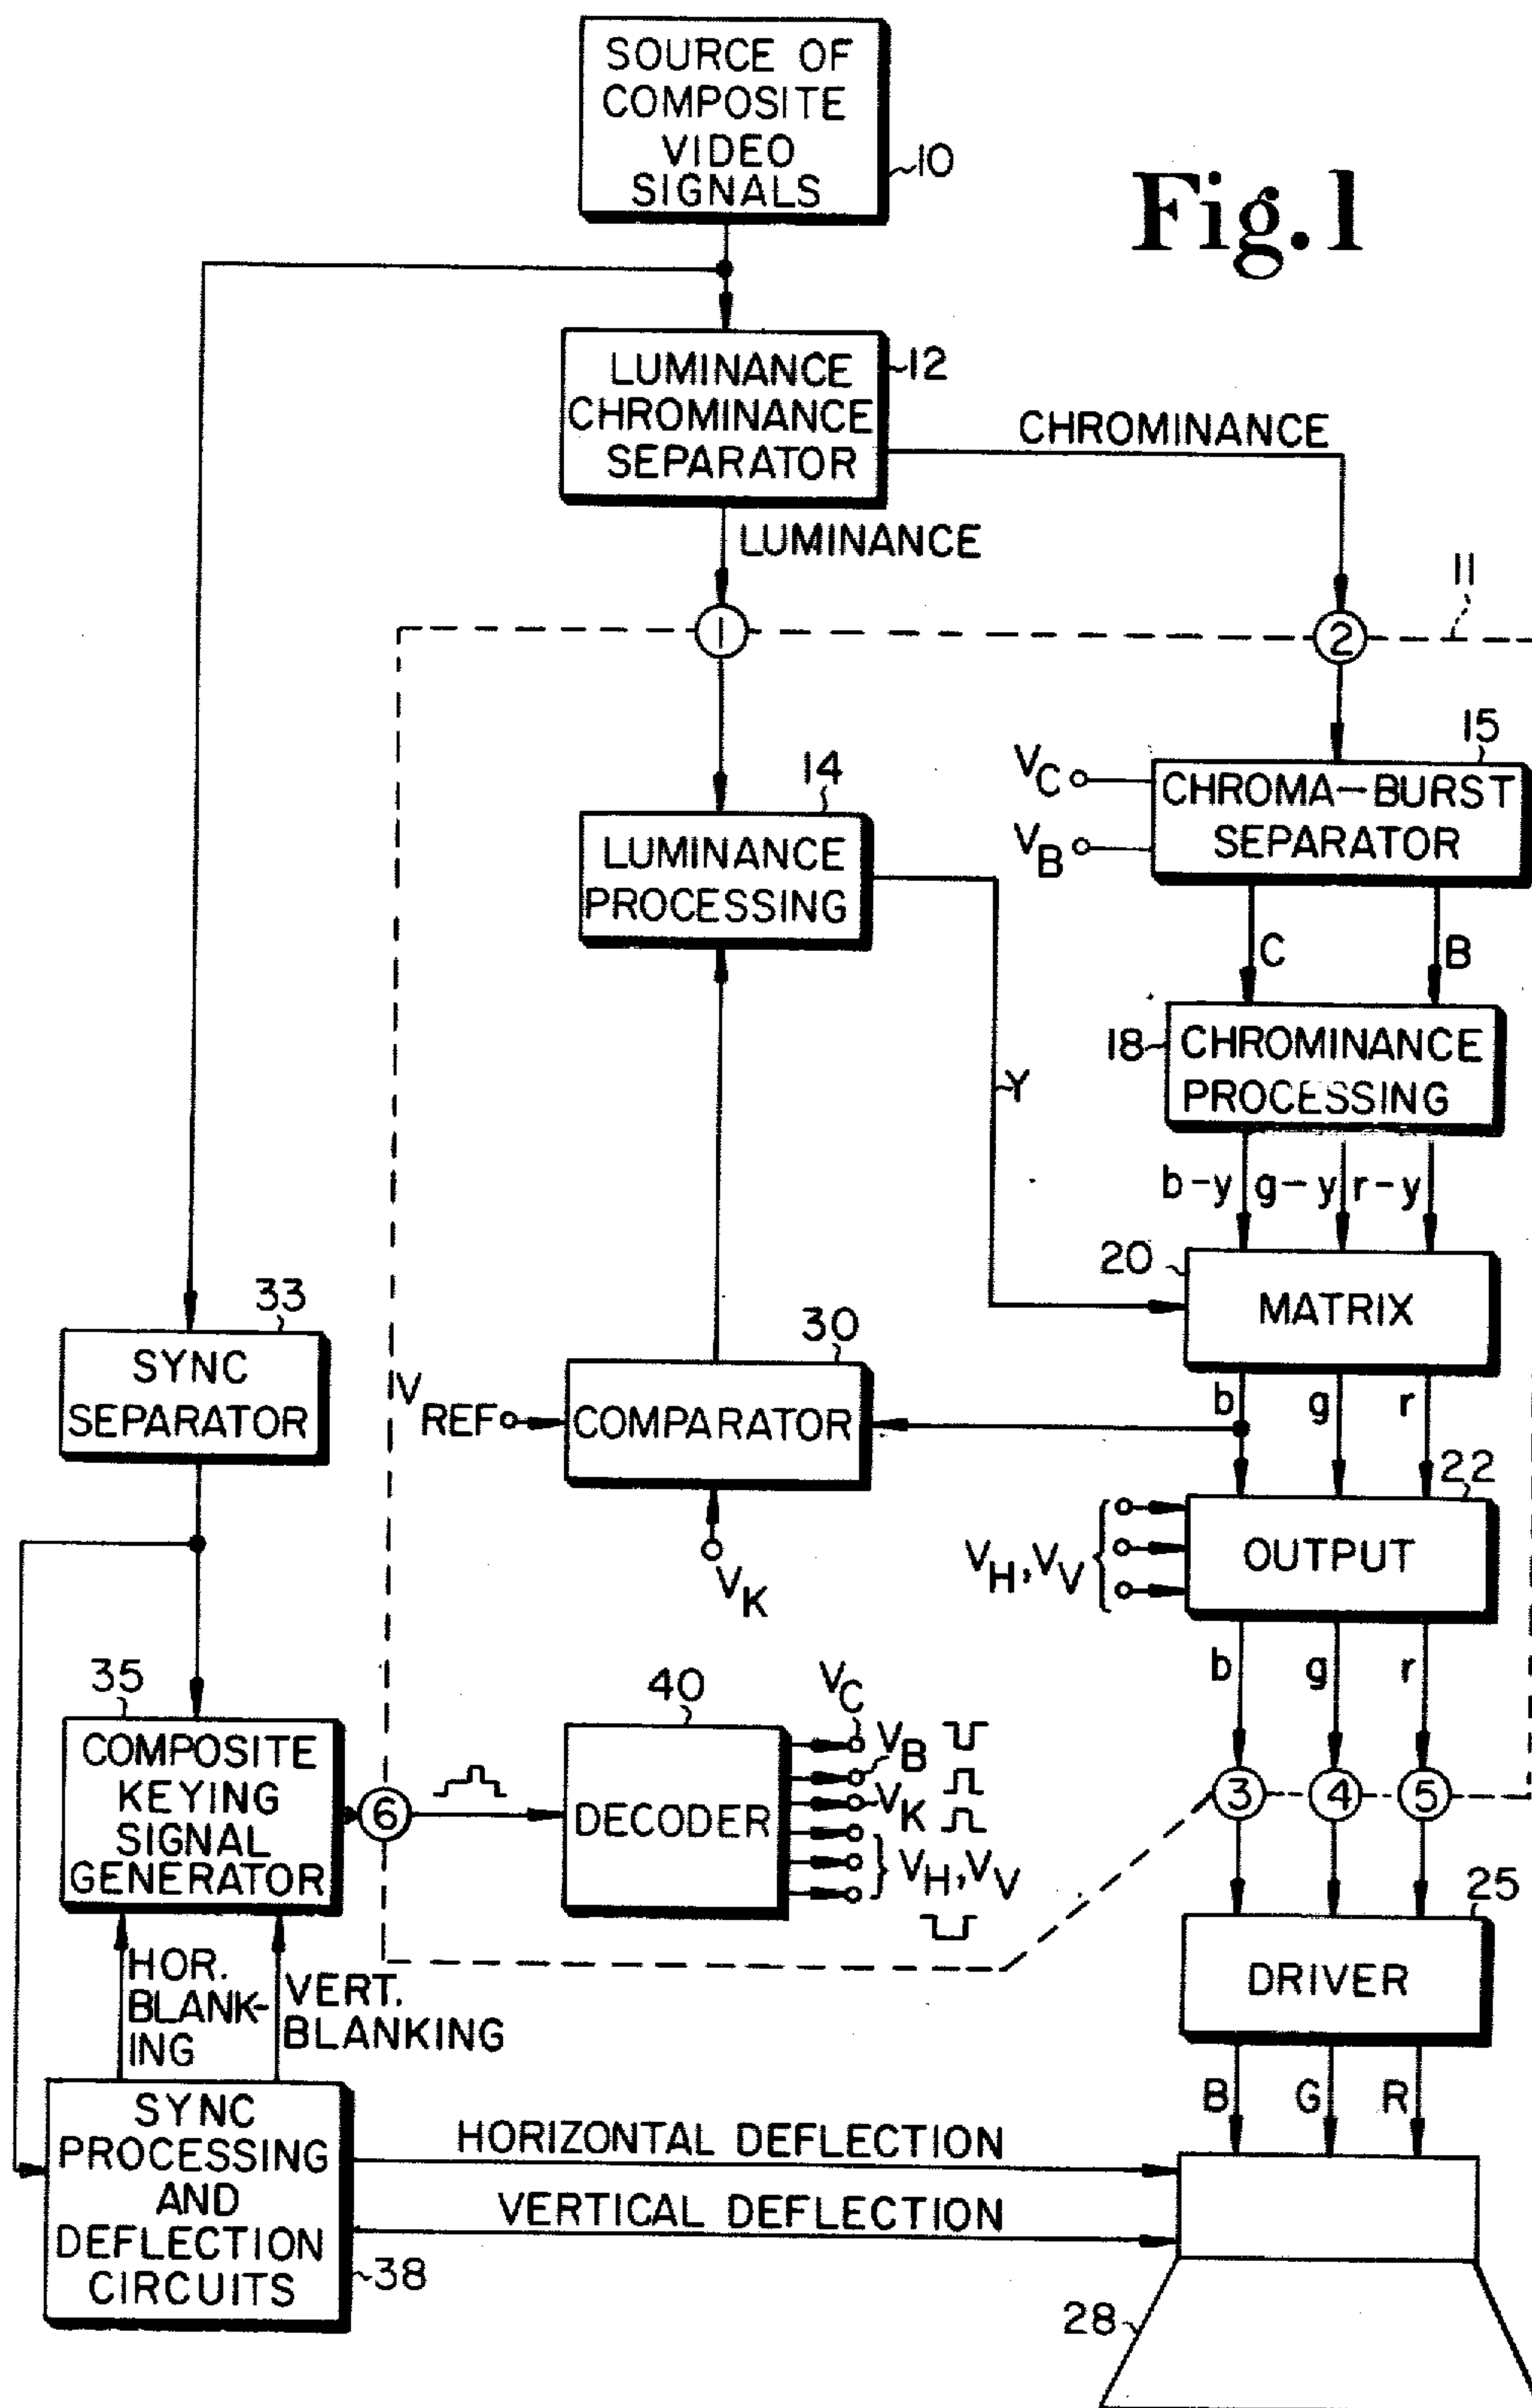 SOURCE OF
COMPOSITE
VIDEO
SIGNALS
10
Fig.1
LUMINANCE
CHROMINANCE
SEPARATOR
12
CHROMINANCE
LUMINANCE
11
1
2
14
LUMINANCE
PROCESSING
15
VC
VB
CHROMA-BURST
SEPARATOR
C
B
18
CHROMINANCE
PROCESSING
Y
b-y
g-y
r-y
20
MATRIX
33
SYNC
SEPARATOR
30
VREF
COMPARATOR
VK
b
g
r
22
VH,VV
OUTPUT
b
g
r
35
COMPOSITE
KEYING
SIGNAL
GENERATOR
6
40
DECODER
VC
VB
VK
VH,VV
3
4
5
25
DRIVER
HOR.
BLANK-
ING
VERT.
BLANKING
B
G
R
SYNC
PROCESSING
AND
DEFLECTION
CIRCUITS
38
HORIZONTAL DEFLECTION
VERTICAL DEFLECTION
28